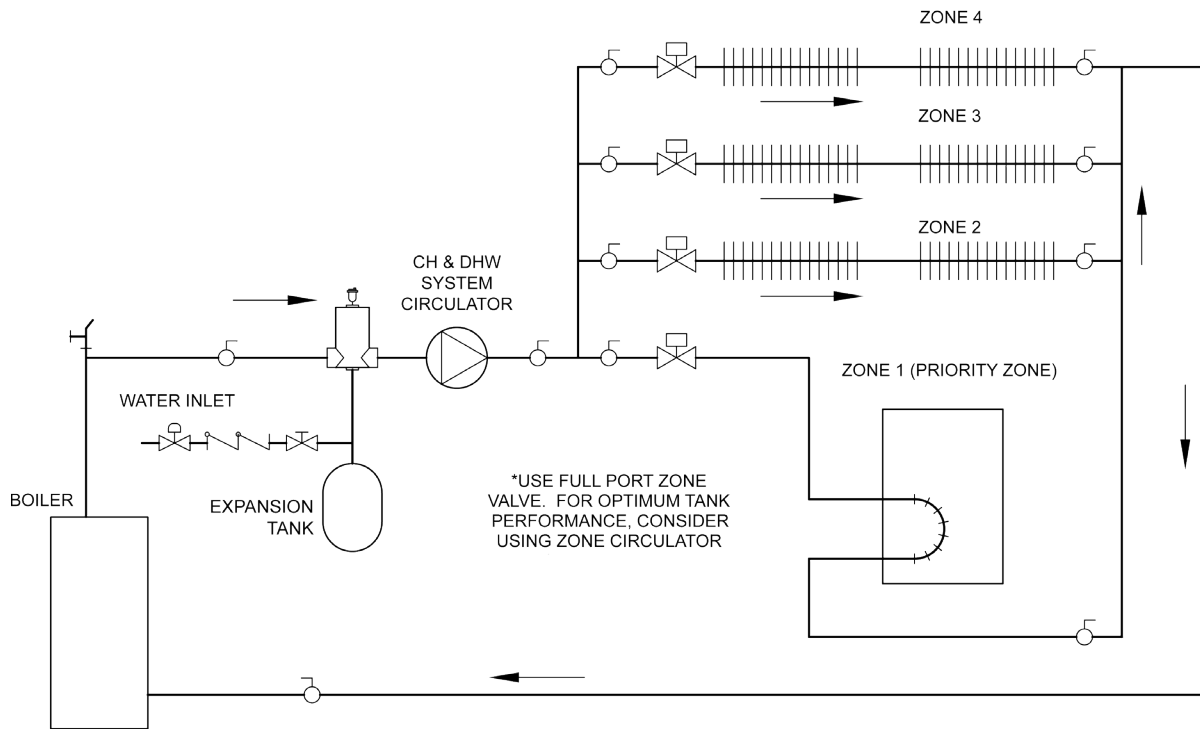 ZONE 4
ZONE 3
ZONE 2
CH & DHW
SYSTEM
CIRCULATOR
ZONE 1 (PRIORITY ZONE)
WATER INLET
BOILER
EXPANSION
TANK
*USE FULL PORT ZONE
VALVE. FOR OPTIMUM TANK
PERFORMANCE, CONSIDER
USING ZONE CIRCULATOR